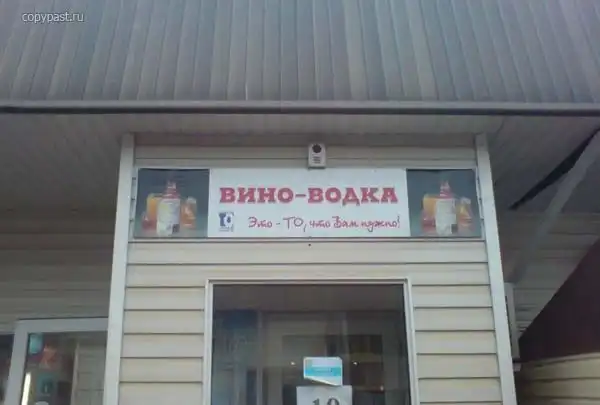 copypast.ru
ВИНО-ВОДКА
Это - ТО, что Вам нужно!